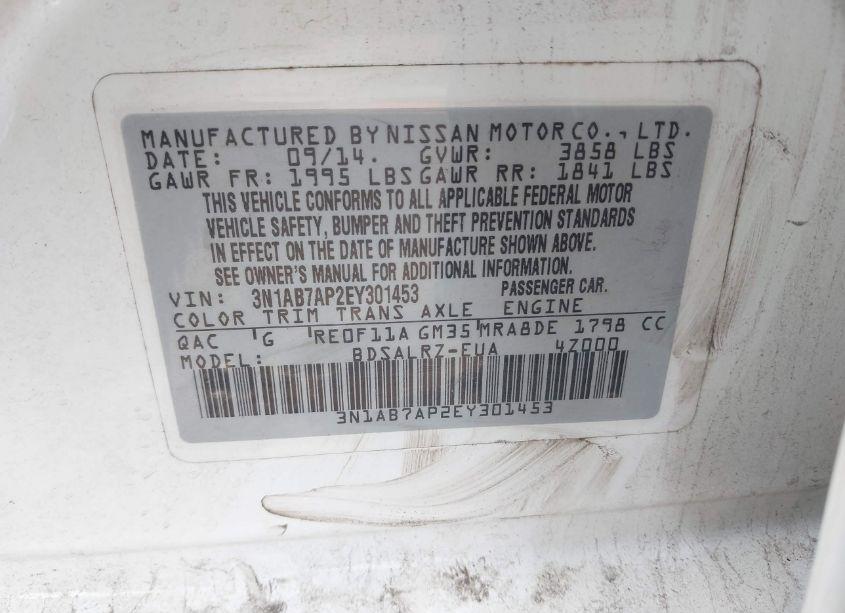 MANUFACTURED BY NISSAN MOTOR CO., LTD.
DATE: 09/14. GVWR: 3858 LBS
GAWR FR: 1995 LBS GAWR RR: 1841 LBS
THIS VEHICLE CONFORMS TO ALL APPLICABLE FEDERAL MOTOR
VEHICLE SAFETY, BUMPER AND THEFT PREVENTION STANDARDS
IN EFFECT ON THE DATE OF MANUFACTURE SHOWN ABOVE.
SEE OWNER'S MANUAL FOR ADDITIONAL INFORMATION.
VIN: 3N1AB7AP2EY301453 PASSENGER CAR.
COLOR TRIM TRANS AXLE ENGINE
QAC G RE0F11A GM35 MRA8DE 1798 CC
MODEL: BDSALRZ-EUA 4Z000
3N1AB7AP2EY301453